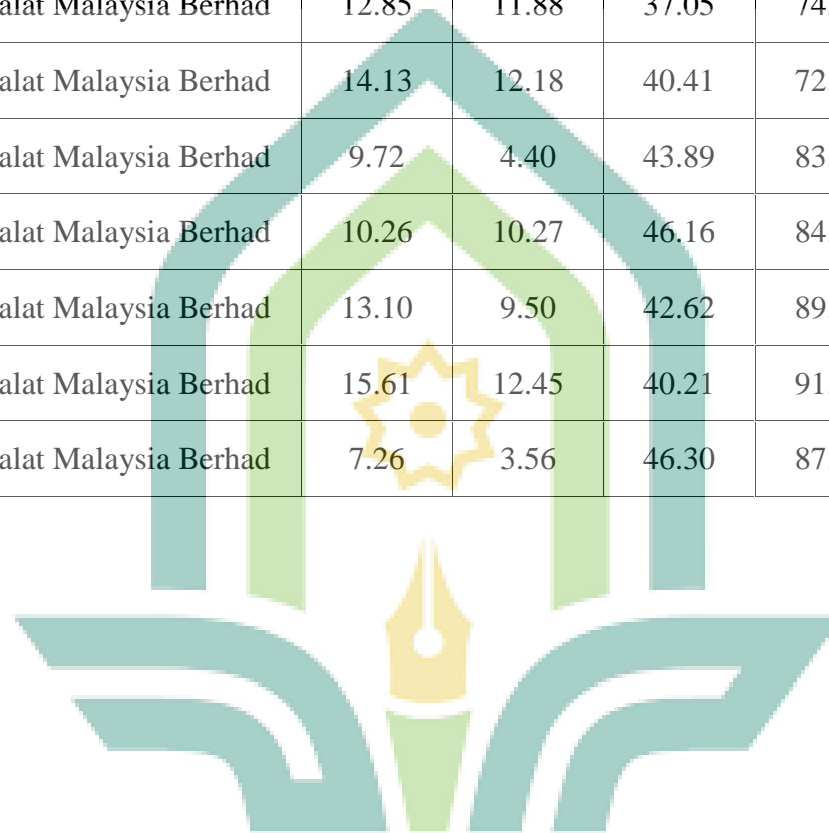 alat Malaysia Berhad 12.85 11.88 37.05 74
alat Malaysia Berhad 14.13 12.18 40.41 72
alat Malaysia Berhad 9.72 4.40 43.89 83
alat Malaysia Berhad 10.26 10.27 46.16 84
alat Malaysia Berhad 13.10 9.50 42.62 89
alat Malaysia Berhad 15.61 12.45 40.21 91
alat Malaysia Berhad 7.26 3.56 46.30 87